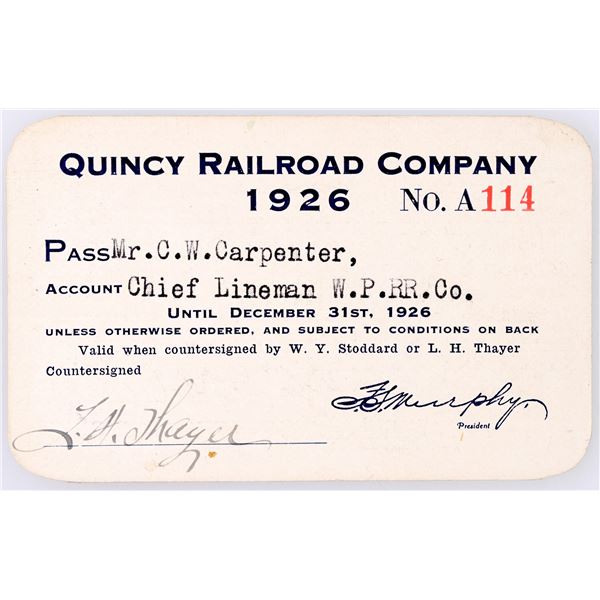 QUINCY RAILROAD COMPANY
1926 No. A114
PASS Mr. C.W. Carpenter,
ACCOUNT Chief Lineman W.P.RR.Co.
UNTIL DECEMBER 31ST, 1926
UNLESS OTHERWISE ORDERED, AND SUBJECT TO CONDITIONS ON BACK
Valid when countersigned by W. Y. Stoddard or L. H. Thayer
Countersigned
L. H. Thayer
F.G. Murphy.
President